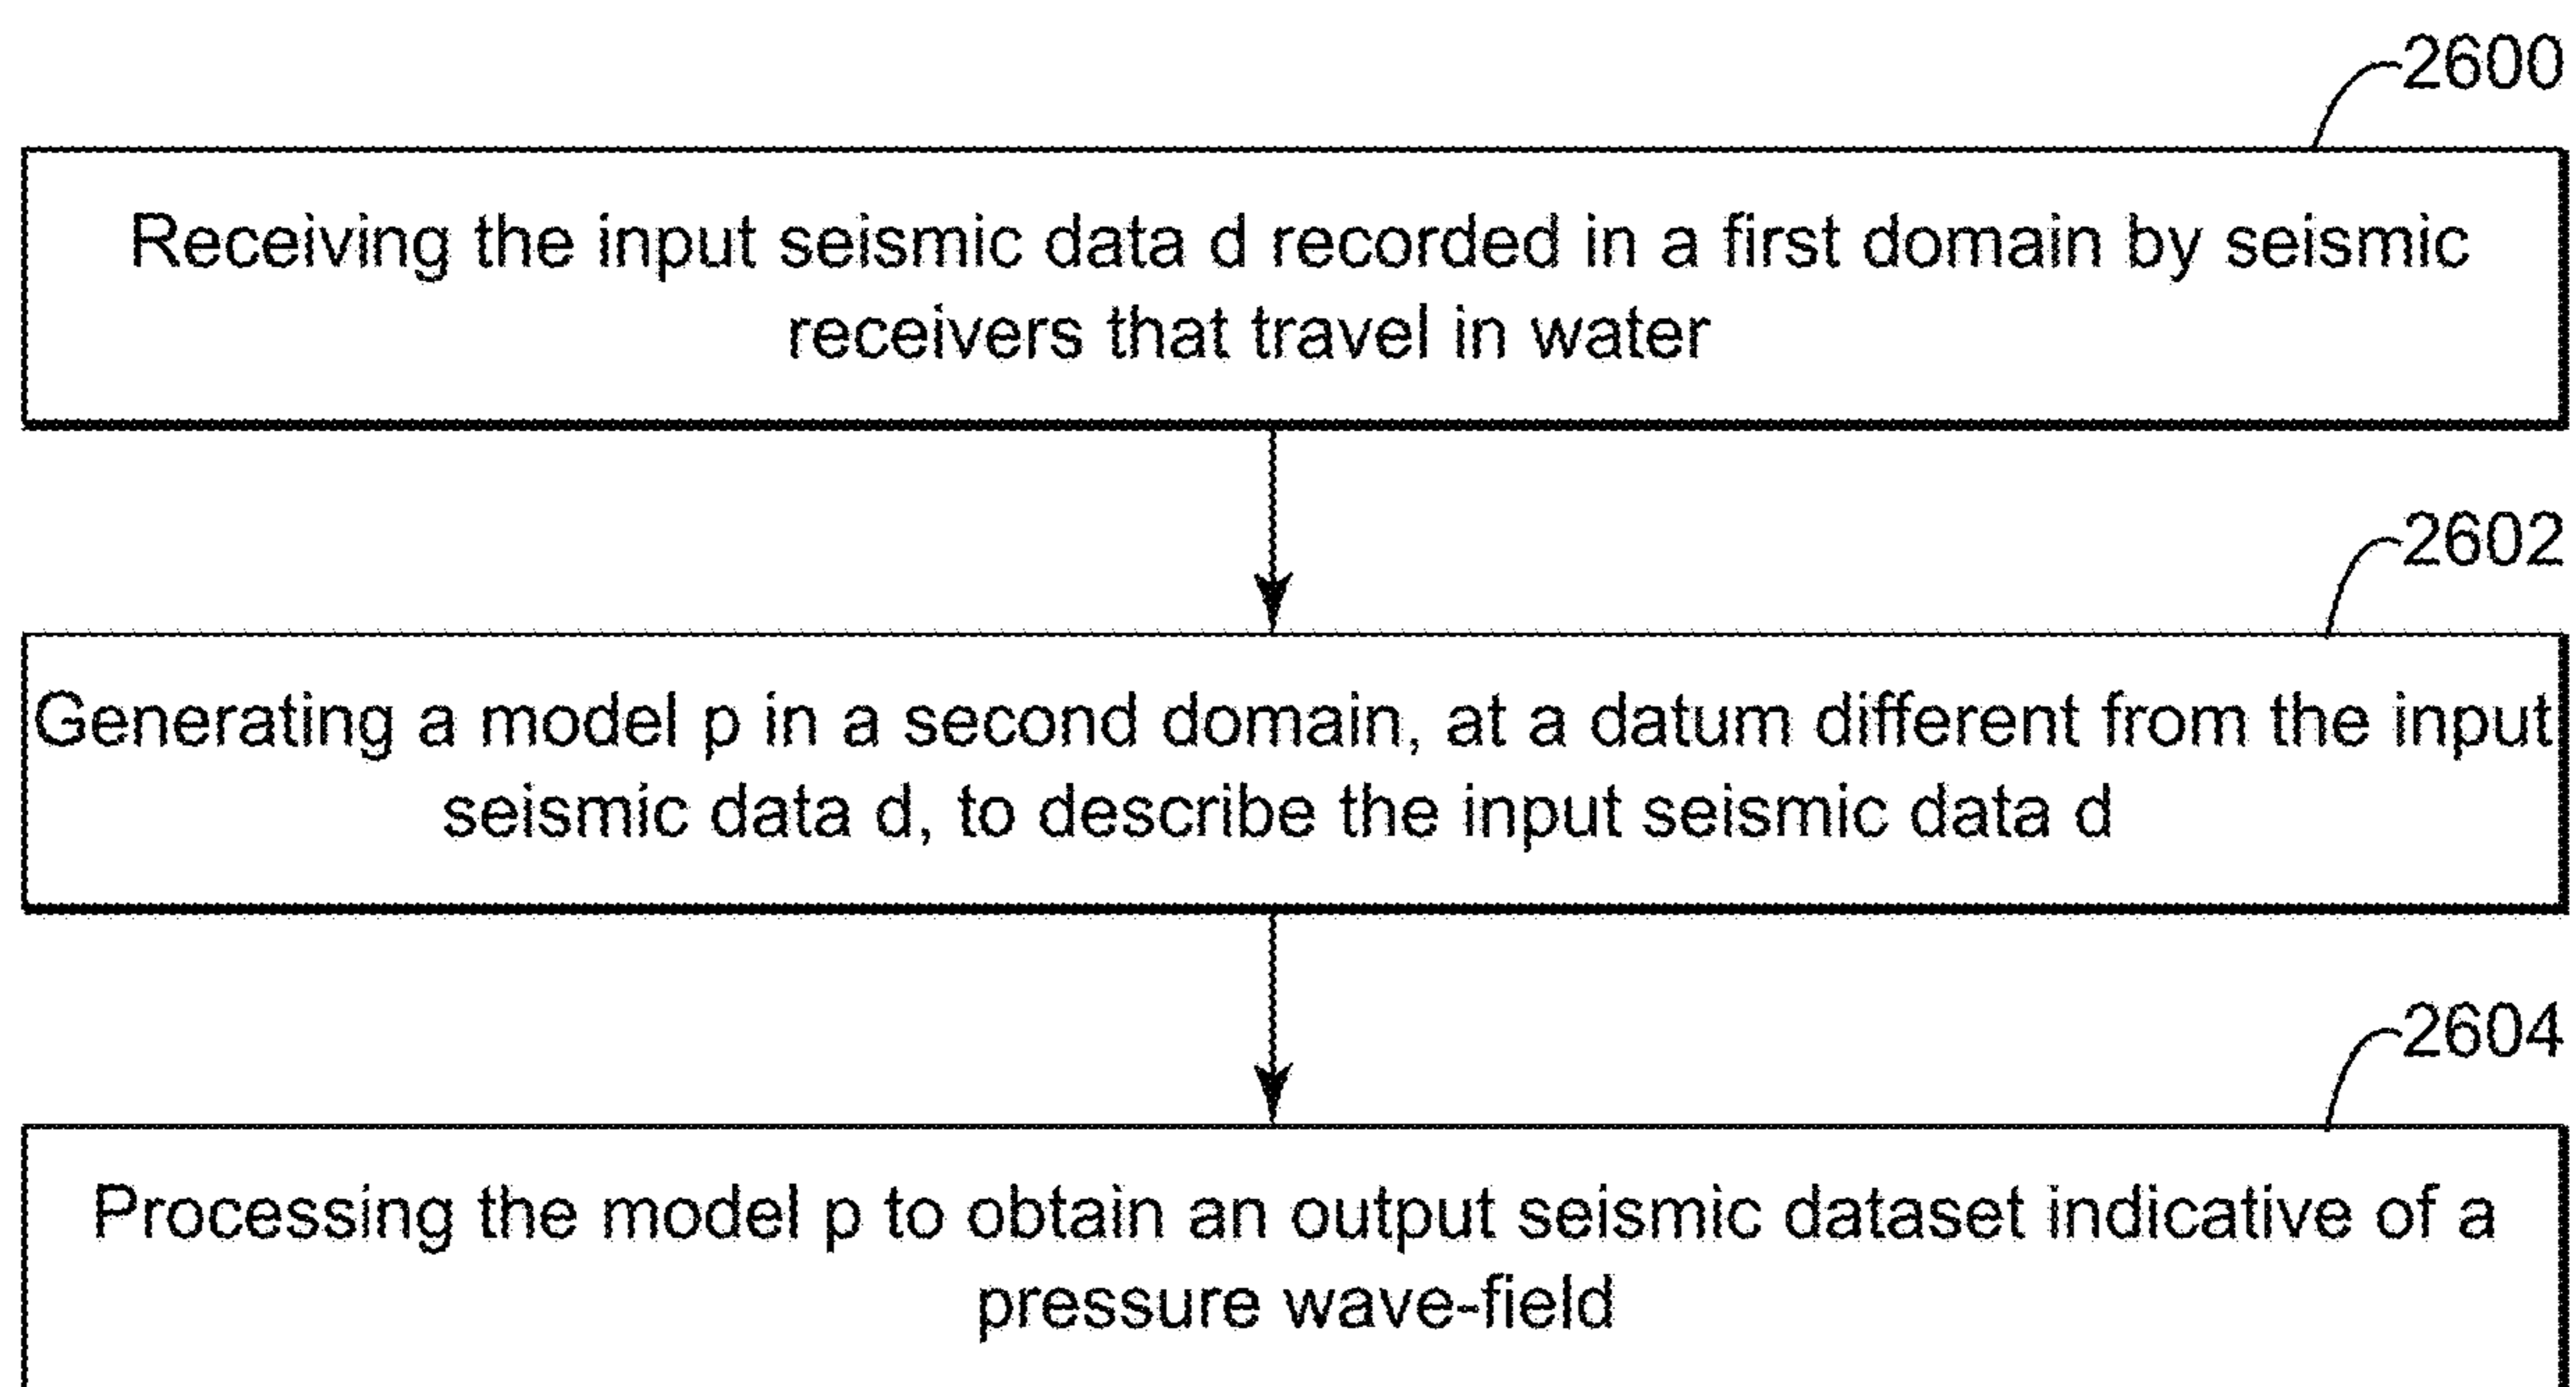 2600
Receiving the input seismic data d recorded in a first domain by seismic
receivers that travel in water
2602
Generating a model p in a second domain, at a datum different from the input
seismic data d, to describe the input seismic data d
2604
Processing the model p to obtain an output seismic dataset indicative of a
pressure wave-field